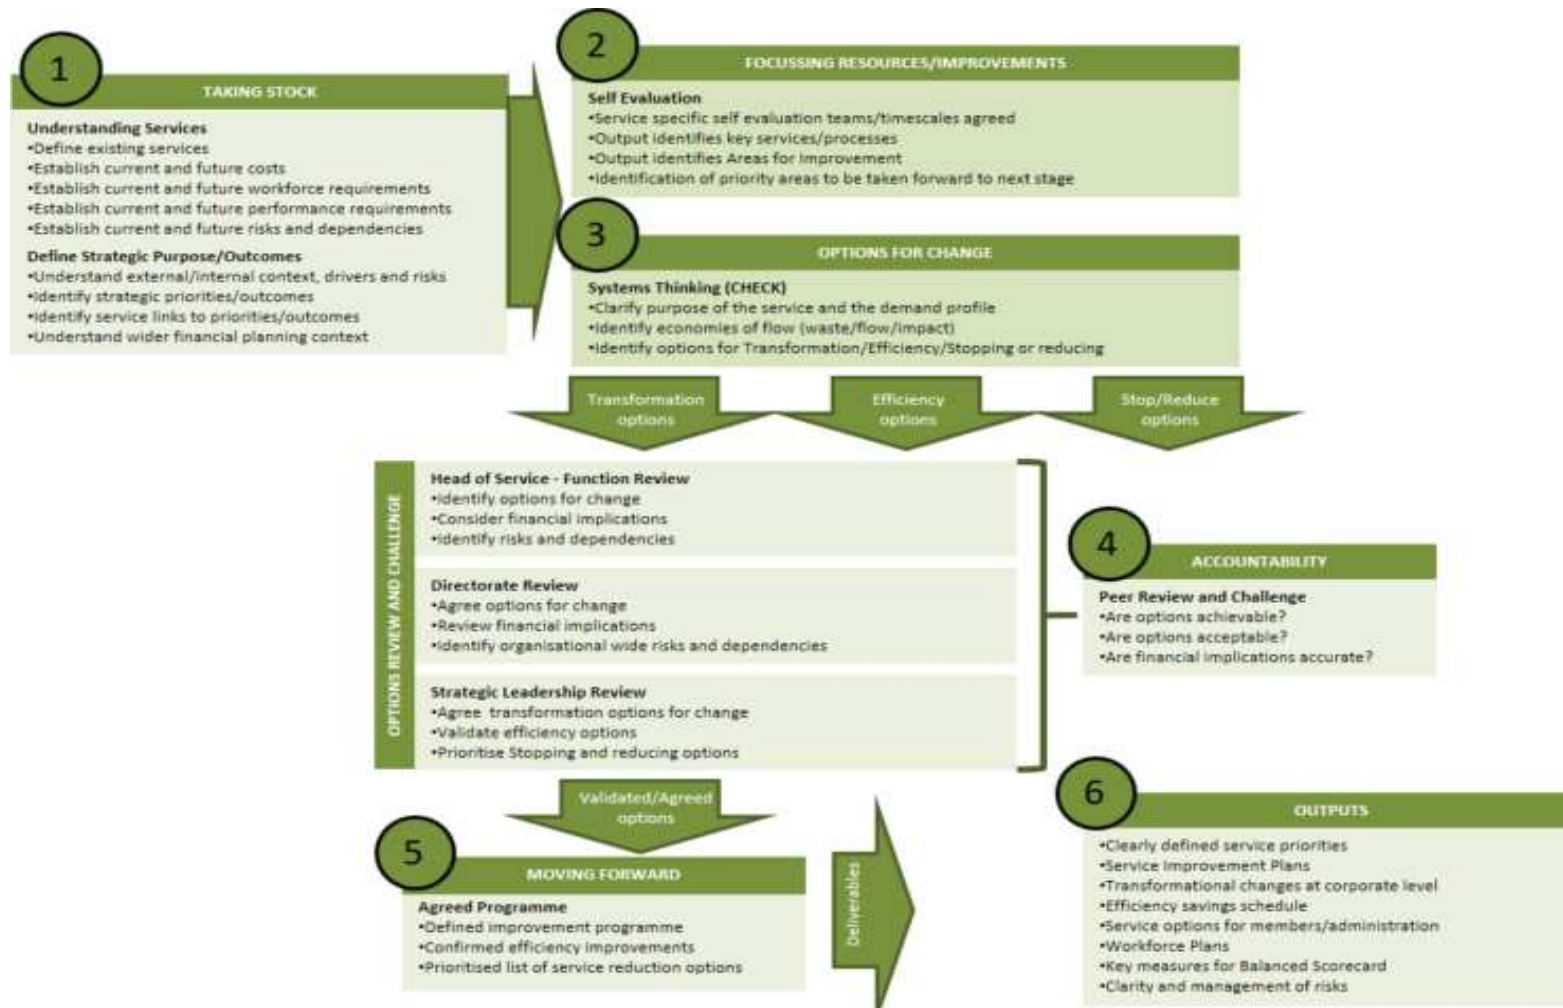 1
TAKING STOCK
Understanding Services
•Define existing services
•Establish current and future costs
•Establish current and future workforce requirements
•Establish current and future performance requirements
•Establish current and future risks and dependencies
Define Strategic Purpose/Outcomes
•Understand external/internal context, drivers and risks
•Identify strategic priorities/outcomes
•Identify service links to priorities/outcomes
•Understand wider financial planning context
2
FOCUSSING RESOURCES/IMPROVEMENTS
Self Evaluation
•Service specific self evaluation teams/timescales agreed
•Output identifies key services/processes
•Output identifies Areas for Improvement
•Identification of priority areas to be taken forward to next stage
3
OPTIONS FOR CHANGE
Systems Thinking (CHECK)
•Clarify purpose of the service and the demand profile
•Identify economies of flow (waste/flow/impact)
•Identify options for Transformation/Efficiency/Stopping or reducing
Transformation
options
Efficiency
options
Stop/Reduce
options
OPTIONS REVIEW AND CHALLENGE
Head of Service - Function Review
•Identify options for change
•Consider financial implications
•Identify risks and dependencies
Directorate Review
•Agree options for change
•Review financial implications
•Identify organisational wide risks and dependencies
Strategic Leadership Review
•Agree transformation options for change
•Validate efficiency options
•Prioritise Stopping and reducing options
4
ACCOUNTABILITY
Peer Review and Challenge
•Are options achievable?
•Are options acceptable?
•Are financial implications accurate?
Validated/Agreed
options
5
MOVING FORWARD
Agreed Programme
•Defined improvement programme
•Confirmed efficiency improvements
•Prioritised list of service reduction options
Deliverables
6
OUTPUTS
•Clearly defined service priorities
•Service Improvement Plans
•Transformational changes at corporate level
•Efficiency savings schedule
•Service options for members/administration
•Workforce Plans
•Key measures for Balanced Scorecard
•Clarity and management of risks